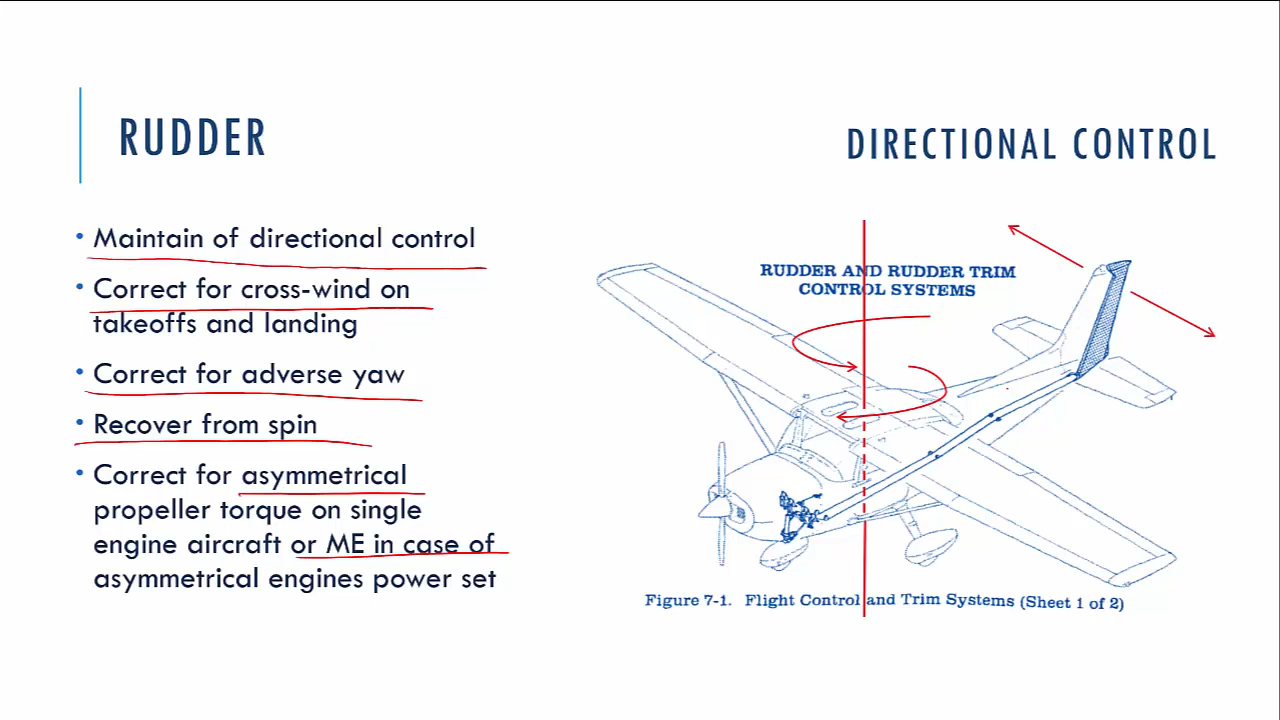 RUDDER
DIRECTIONAL CONTROL
• Maintain of directional control
• Correct for cross-wind on
takeoffs and landing
• Correct for adverse yaw
• Recover from spin
• Correct for asymmetrical
propeller torque on single
engine aircraft or ME in case of
asymmetrical engines power set
RUDDER AND RUDDER TRIM
CONTROL SYSTEMS
Figure 7-1. Flight Control and Trim Systems (Sheet 1 of 2)